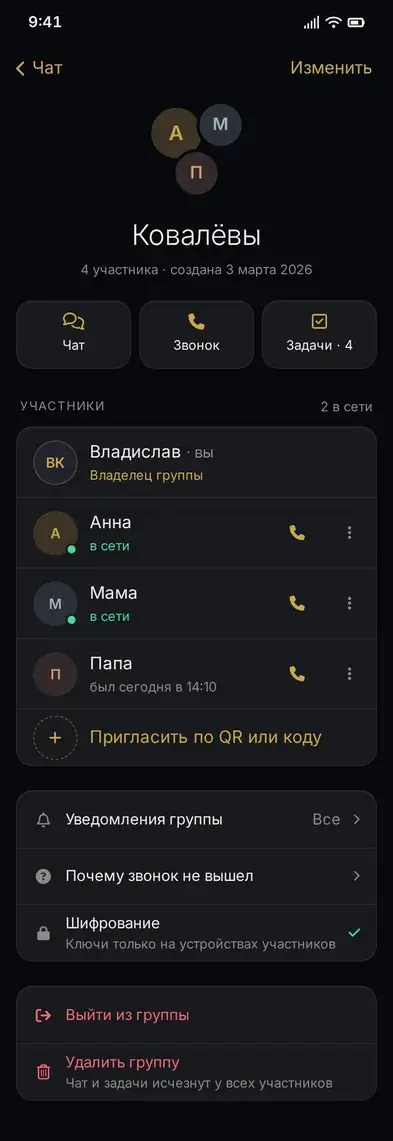 9:41
Чат
Изменить
А
М
П
Ковалёвы
4 участника · создана 3 марта 2026
Чат
Звонок
Задачи · 4
УЧАСТНИКИ
2 в сети
ВК
Владислав · вы
Владелец группы
А
Анна
в сети
М
Мама
в сети
П
Папа
был сегодня в 14:10
+
Пригласить по QR или коду
Уведомления группы
Все
?
Почему звонок не вышел
Шифрование
Ключи только на устройствах участников
Выйти из группы
Удалить группу
Чат и задачи исчезнут у всех участников